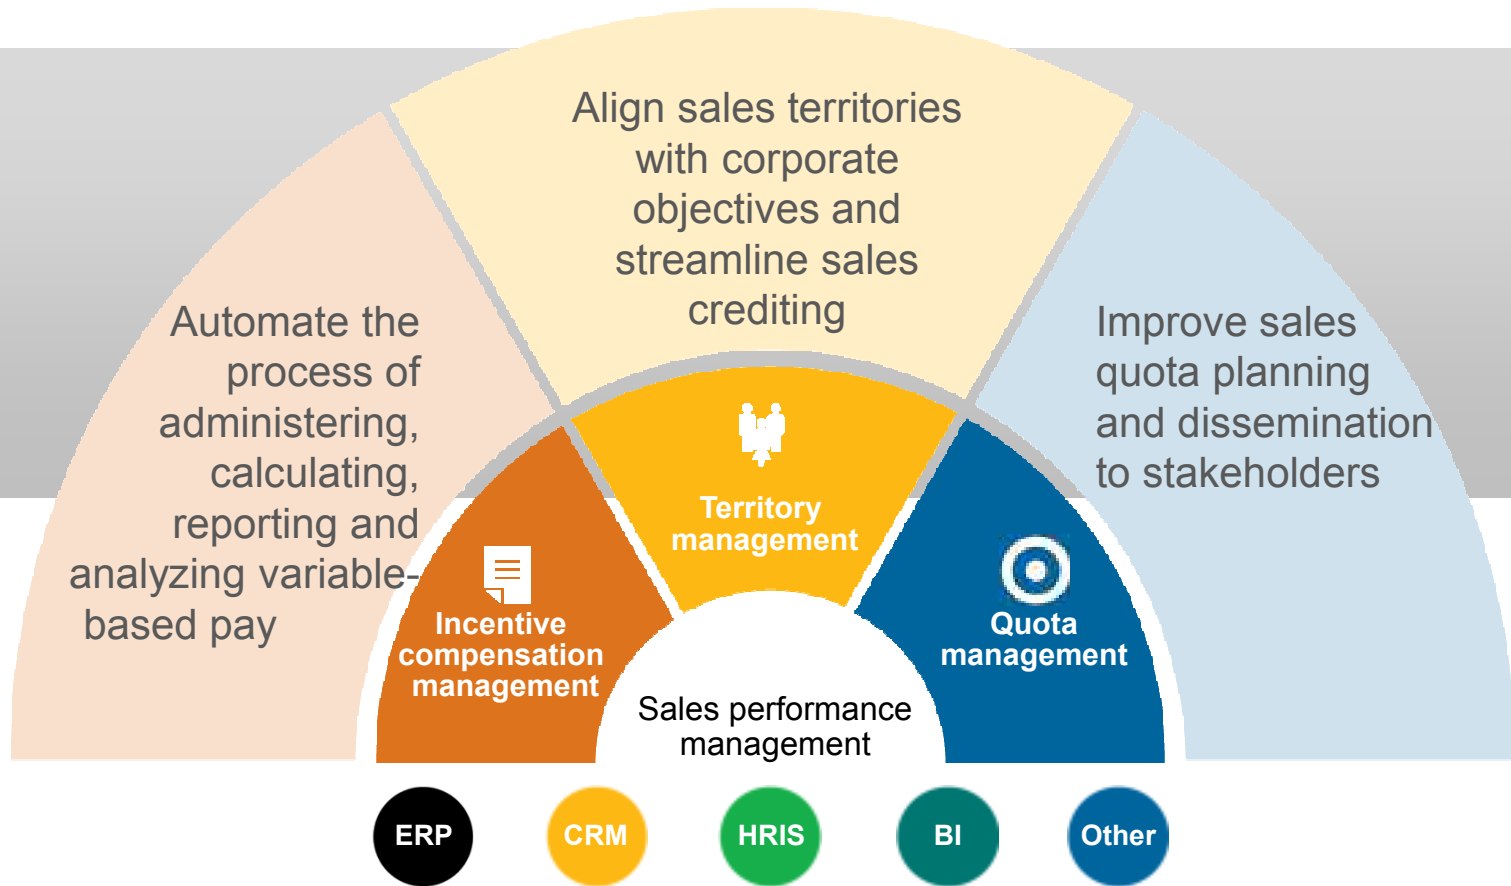 Align sales territories
with corporate
objectives and
streamline sales
crediting
Automate the
process of
administering,
calculating,
reporting and
analyzing variable-
based pay
Improve sales
quota planning
and dissemination
to stakeholders
Territory
management
Incentive
compensation
management
Quota
management
Sales performance
management
ERP
CRM
HRIS
BI
Other